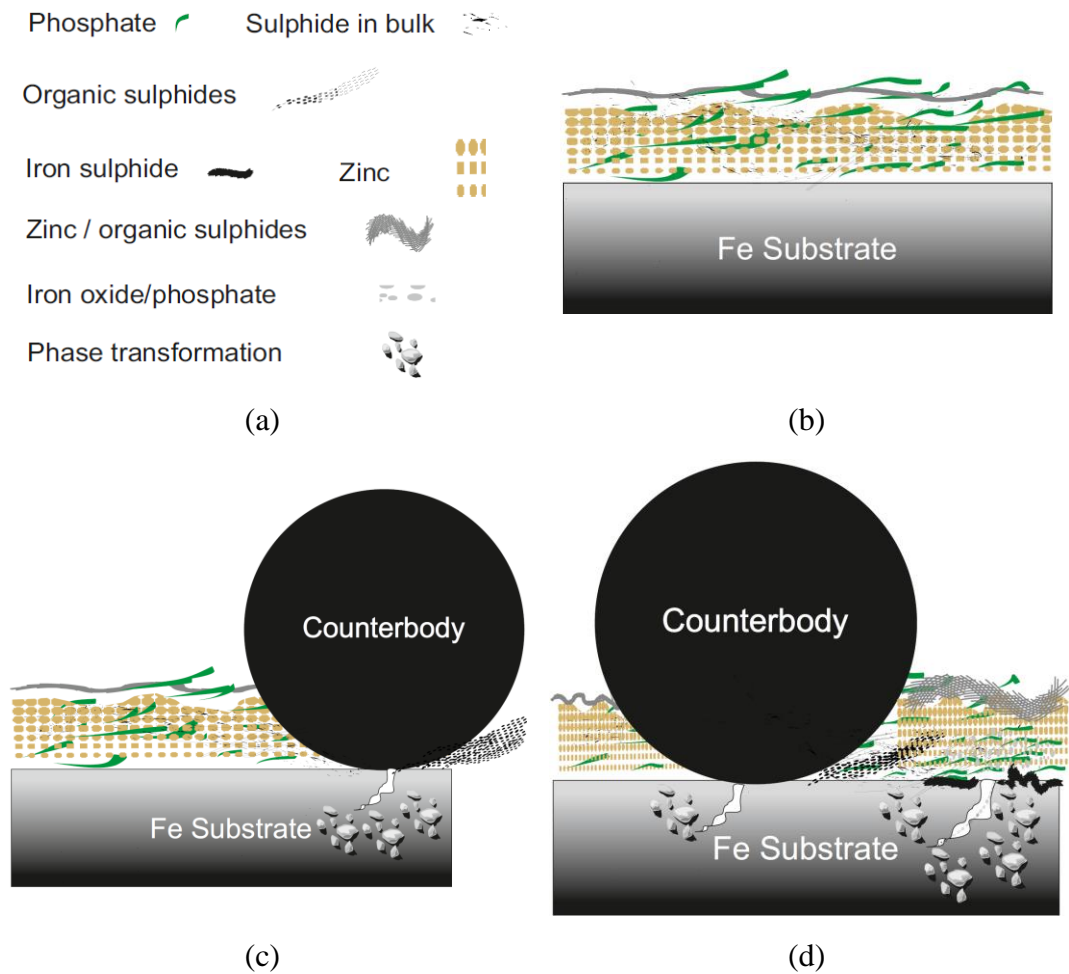 Phosphate
Sulphide in bulk
Organic sulphides
Iron sulphide
Zinc
Zinc / organic sulphides
Iron oxide/phosphate
Phase transformation
(a)
Fe Substrate
(b)
Counterbody
Fe Substrate
(c)
Counterbody
Fe Substrate
(d)